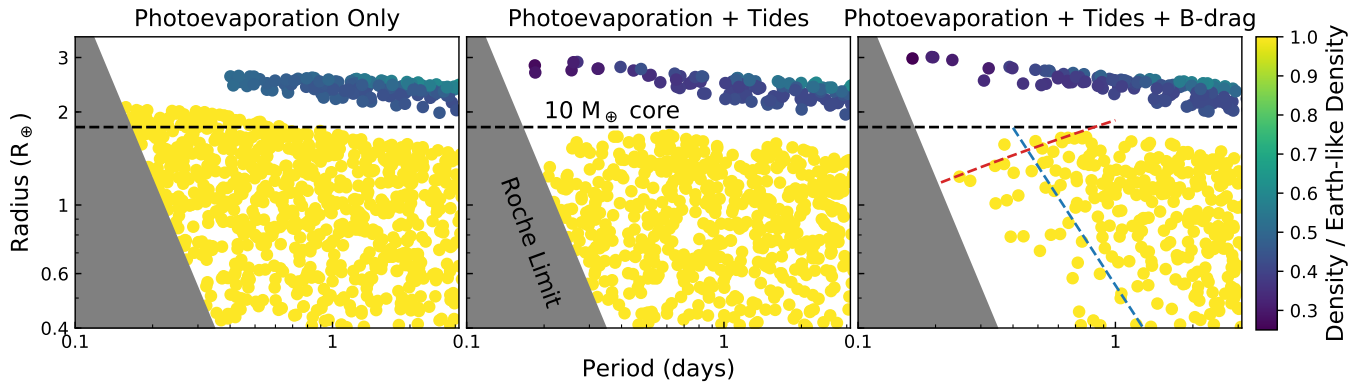 Photoevaporation Only
Photoevaporation + Tides
Photoevaporation + Tides + B-drag
Radius (R⊕)
3
2
1
0.6
0.4
10 M⊕ core
Roche Limit
0.1
1
0.1
1
0.1
1
Period (days)
1.0
0.9
0.8
0.7
0.6
0.5
0.4
0.3
Density / Earth-like Density